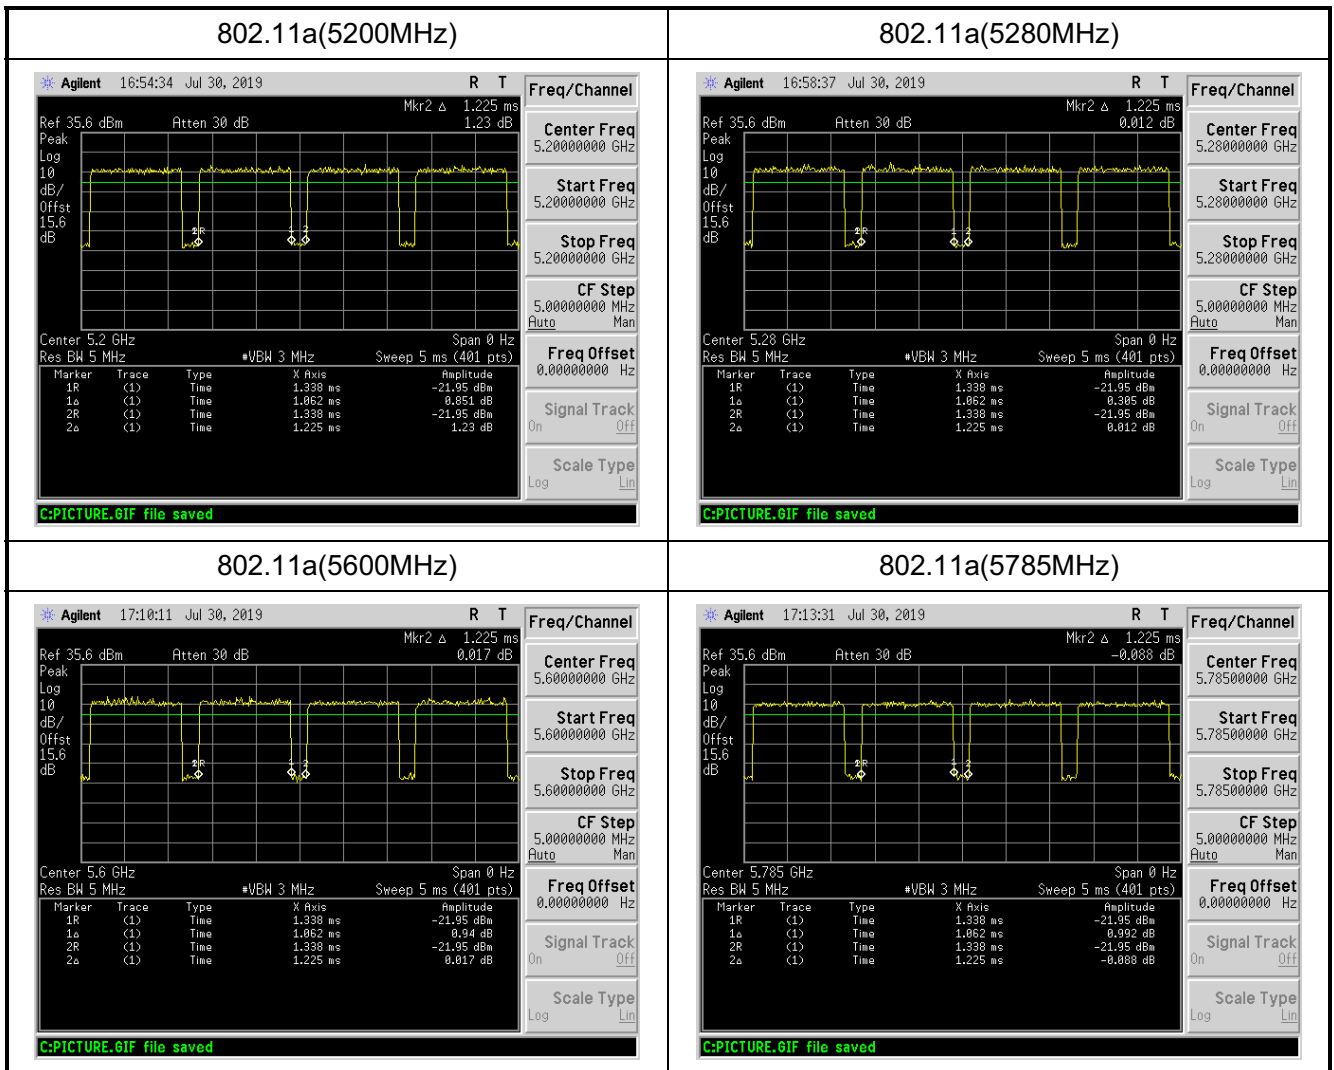 802.11a(5200MHz)
802.11a(5280MHz)
Agilent 16:54:34 Jul 30, 2019 R T
Freq/Channel
Mkr2 Δ 1.225 ms
Ref 35.6 dBm Atten 30 dB 1.23 dB
Peak
Log
10
dB/
Offst
15.6
dB
1R 1 2
Center Freq
5.20000000 GHz
Start Freq
5.20000000 GHz
Stop Freq
5.20000000 GHz
CF Step
5.00000000 MHz
Auto Man
Freq Offset
0.00000000 Hz
Signal Track
On Off
Scale Type
Log Lin
Center 5.2 GHz Span 0 Hz
Res BW 5 MHz #VBW 3 MHz Sweep 5 ms (401 pts)
Marker Trace Type X Axis Amplitude
1R (1) Time 1.338 ms -21.95 dBm
1Δ (1) Time 1.062 ms 0.851 dB
2R (1) Time 1.338 ms -21.95 dBm
2Δ (1) Time 1.225 ms 1.23 dB
C:PICTURE.GIF file saved
Agilent 16:58:37 Jul 30, 2019 R T
Freq/Channel
Mkr2 Δ 1.225 ms
Ref 35.6 dBm Atten 30 dB 0.012 dB
Peak
Log
10
dB/
Offst
15.6
dB
1R 1 2
Center Freq
5.28000000 GHz
Start Freq
5.28000000 GHz
Stop Freq
5.28000000 GHz
CF Step
5.00000000 MHz
Auto Man
Freq Offset
0.00000000 Hz
Signal Track
On Off
Scale Type
Log Lin
Center 5.28 GHz Span 0 Hz
Res BW 5 MHz #VBW 3 MHz Sweep 5 ms (401 pts)
Marker Trace Type X Axis Amplitude
1R (1) Time 1.338 ms -21.95 dBm
1Δ (1) Time 1.062 ms 0.305 dB
2R (1) Time 1.338 ms -21.95 dBm
2Δ (1) Time 1.225 ms 0.012 dB
C:PICTURE.GIF file saved
802.11a(5600MHz)
802.11a(5785MHz)
Agilent 17:10:11 Jul 30, 2019 R T
Freq/Channel
Mkr2 Δ 1.225 ms
Ref 35.6 dBm Atten 30 dB 0.017 dB
Peak
Log
10
dB/
Offst
15.6
dB
1R 1 2
Center Freq
5.60000000 GHz
Start Freq
5.60000000 GHz
Stop Freq
5.60000000 GHz
CF Step
5.00000000 MHz
Auto Man
Freq Offset
0.00000000 Hz
Signal Track
On Off
Scale Type
Log Lin
Center 5.6 GHz Span 0 Hz
Res BW 5 MHz #VBW 3 MHz Sweep 5 ms (401 pts)
Marker Trace Type X Axis Amplitude
1R (1) Time 1.338 ms -21.95 dBm
1Δ (1) Time 1.062 ms 0.94 dB
2R (1) Time 1.338 ms -21.95 dBm
2Δ (1) Time 1.225 ms 0.017 dB
C:PICTURE.GIF file saved
Agilent 17:13:31 Jul 30, 2019 R T
Freq/Channel
Mkr2 Δ 1.225 ms
Ref 35.6 dBm Atten 30 dB -0.088 dB
Peak
Log
10
dB/
Offst
15.6
dB
1R 1 2
Center Freq
5.78500000 GHz
Start Freq
5.78500000 GHz
Stop Freq
5.78500000 GHz
CF Step
5.00000000 MHz
Auto Man
Freq Offset
0.00000000 Hz
Signal Track
On Off
Scale Type
Log Lin
Center 5.785 GHz Span 0 Hz
Res BW 5 MHz #VBW 3 MHz Sweep 5 ms (401 pts)
Marker Trace Type X Axis Amplitude
1R (1) Time 1.338 ms -21.95 dBm
1Δ (1) Time 1.062 ms 0.992 dB
2R (1) Time 1.338 ms -21.95 dBm
2Δ (1) Time 1.225 ms -0.088 dB
C:PICTURE.GIF file saved